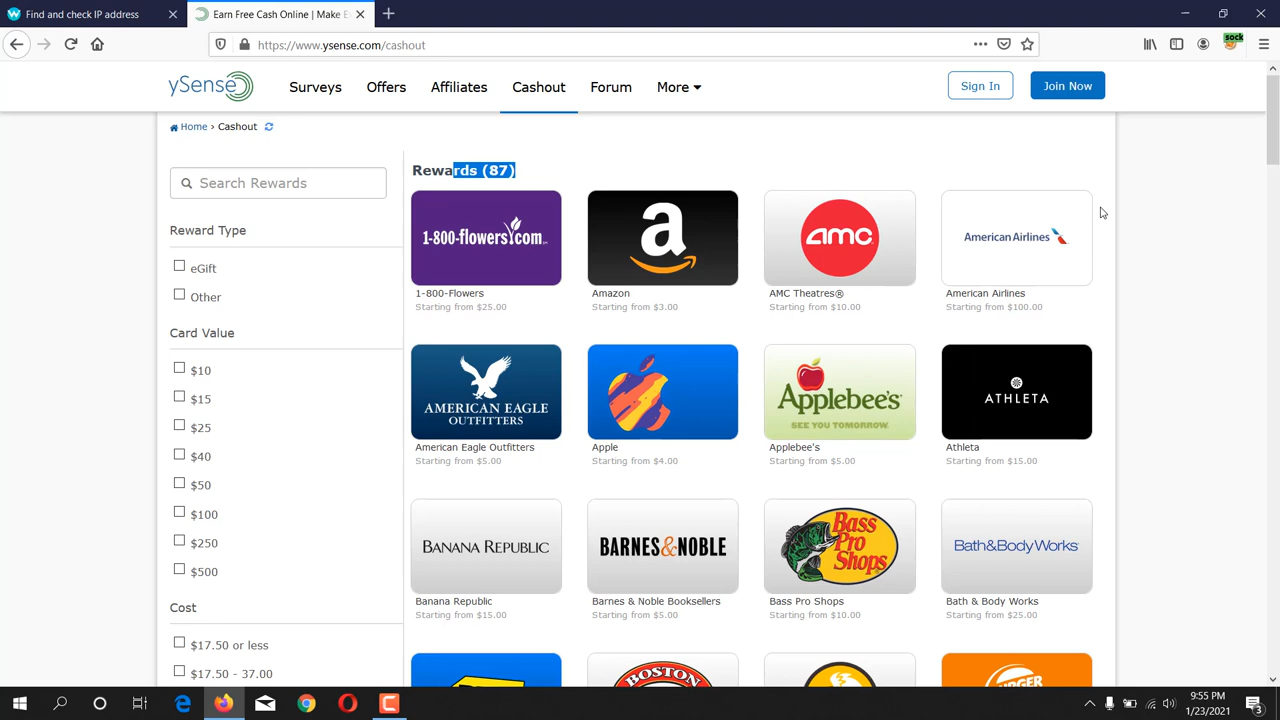 Find and check IP address
Earn Free Cash Online | Make E
https://www.ysense.com/cashout
sock
ySense
Surveys
Offers
Affiliates
Cashout
Forum
More
Sign In
Join Now
Home › Cashout
Search Rewards
Reward Type
eGift
Other
Card Value
$10
$15
$25
$40
$50
$100
$250
$500
Cost
$17.50 or less
$17.50 - 37.00
Rewards (87)
1-800-flowers.com
a
amc
American Airlines
1-800-Flowers
Starting from $25.00
Amazon
Starting from $3.00
AMC Theatres®
Starting from $10.00
American Airlines
Starting from $100.00
AMERICAN EAGLE
OUTFITTERS
Applebee's
SEE YOU TOMORROW.
ATHLETA
American Eagle Outfitters
Starting from $5.00
Apple
Starting from $4.00
Applebee's
Starting from $5.00
Athleta
Starting from $15.00
BANANA REPUBLIC
BARNES&NOBLE
Bass
Pro
Shops
Bath&BodyWorks
Banana Republic
Starting from $15.00
Barnes & Noble Booksellers
Starting from $5.00
Bass Pro Shops
Starting from $10.00
Bath & Body Works
Starting from $25.00
BOSTON
BURGER
9:55 PM
1/23/2021
3